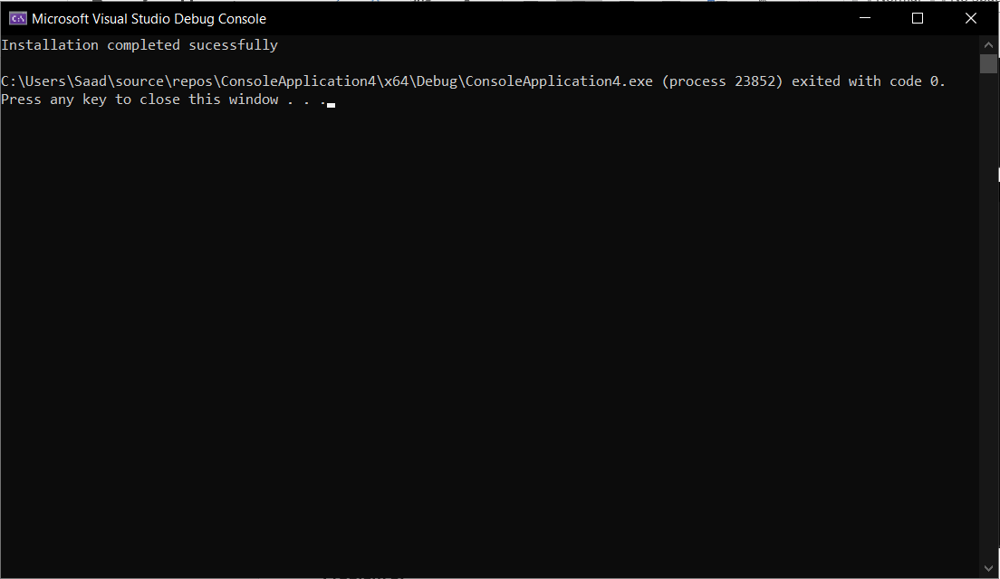 Microsoft Visual Studio Debug Console
Installation completed sucessfully
C:\Users\Saad\source\repos\ConsoleApplication4\x64\Debug\ConsoleApplication4.exe (process 23852) exited with code 0.
Press any key to close this window . . .